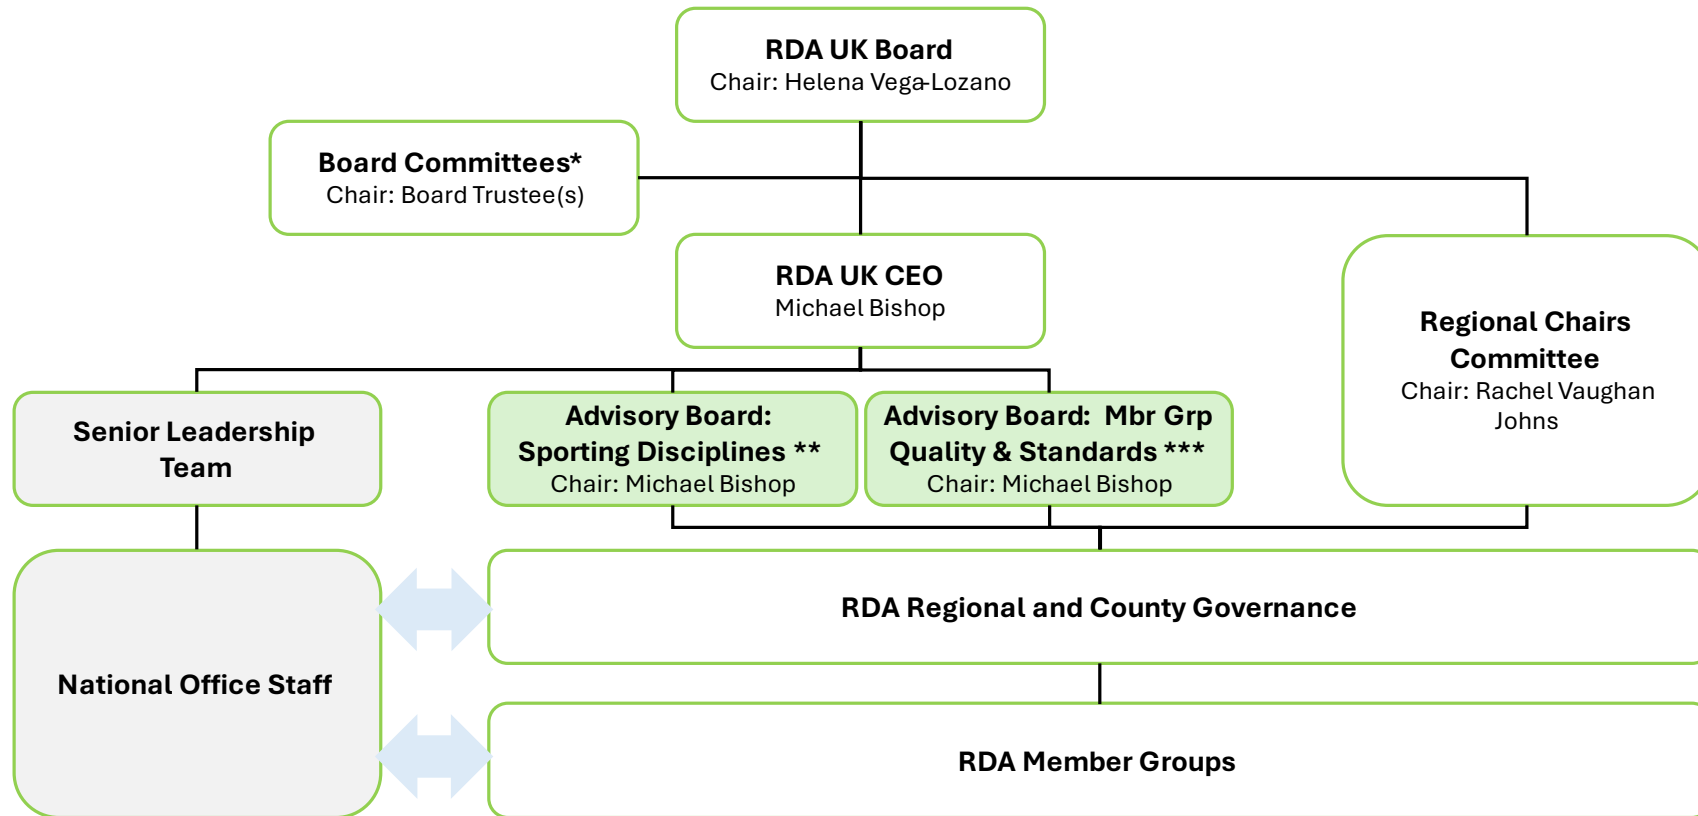 RDA UK Board
Chair: Helena Vega-Lozano
Board Committees*
Chair: Board Trustee(s)
RDA UK CEO
Michael Bishop
Regional Chairs
Committee
Chair: Rachel Vaughan
Johns
Senior Leadership
Team
Advisory Board:
Sporting Disciplines **
Chair: Michael Bishop
Advisory Board: Mbr Grp
Quality & Standards ***
Chair: Michael Bishop
RDA Regional and County Governance
National Office Staff
RDA Member Groups